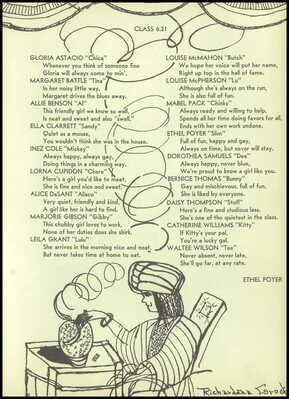 CLASS 6.21
GLORIA ASTACIO "Chica"
Whenever you think of someone fine
Gloria will always come to min'.
MARGARET BATTLE "Tina"
In her noisy little way,
Margaret drives the blues away.
ALLIE BENSON "Al"
This friendly girl we know so well,
Is neat and sweet and also "swell."
ELLA CLARRETT "Sandy"
Quiet as a mouse,
You wouldn't think she was in the house.
INEZ COLE "Mickey"
Always happy, always gay,
Doing things in a charming way.
LORNA CUPIDON "Cloro"
Here's a girl you'd like to meet,
She is fine and nice and sweet.
ALICE DeSANT "Alisco"
Very quiet, friendly and kind,
A girl like her is hard to find.
MARJORIE GIBSON "Gibby"
This chubby girl loves to work,
None of her duties does she shirk.
LEILA GRANT "Lulu"
She arrives in the morning nice and neat,
But never takes time at home to eat.
LOUISE McMAHON "Butch"
We hope her voice will put her name,
Right up top in the hall of fame.
LOUISE McPHERSON "Lu"
Although she's always on the run,
She is also full of fun.
MABEL PACK "Chinky"
Always ready and willing to help,
Spends all her time doing favors for all,
Ends with her own work undone.
ETHEL POYER "Slim"
Full of fun, happy and gay,
Always on time, but never will stay.
DOROTHEA SAMUELS "Dee"
Always happy, never blue,
We're proud to know a girl like you.
BERNICE THOMAS "Bunny"
Gay and mischievous, full of fun,
She is liked by everyone.
DAISY THOMPSON "Stuff"
Here's a fine and studious lass,
She's one of the quietest in the class.
CATHERINE WILLIAMS "Kitty"
If Kitty's your pal,
You're a lucky gal.
WALTEE WILSON "Tee"
Never absent, never late,
She'll go far, at any rate.
ETHEL POYER